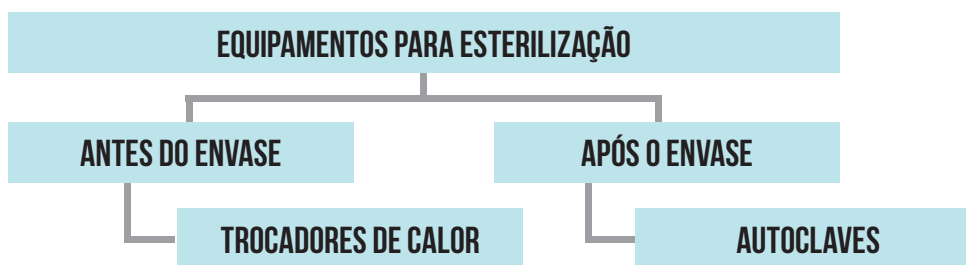 EQUIPAMENTOS PARA ESTERILIZAÇÃO
ANTES DO ENVASE
APÓS O ENVASE
TROCADORES DE CALOR
AUTOCLAVES